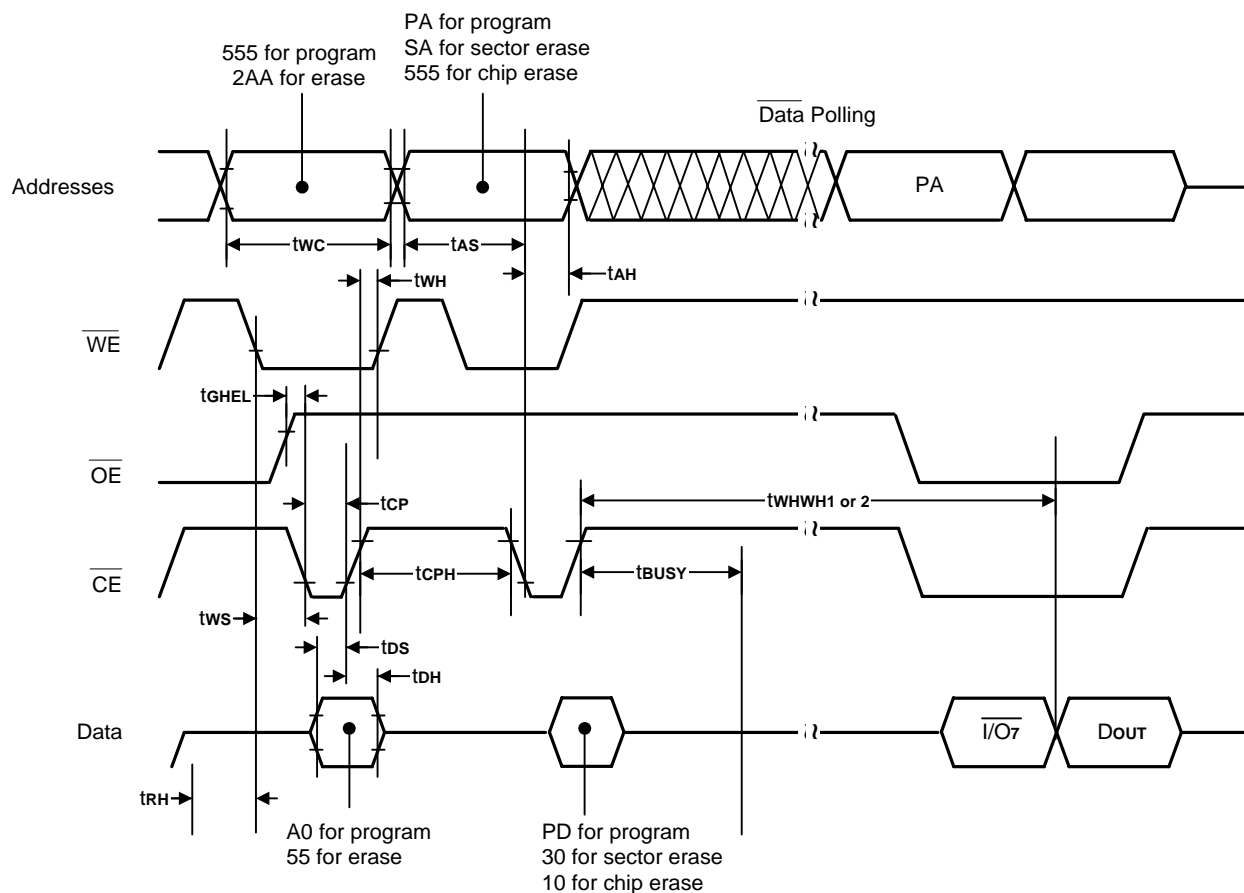 555 for program
2AA for erase
PA for program
SA for sector erase
555 for chip erase
Data Polling
Addresses
PA
tWC
tAS
tWH
tAH
WE
tGHEL
OE
tCP
tWHWH1 or 2
CE
tCPH
tBUSY
tWS
tDS
tDH
Data
I/O7
DOUT
tRH
A0 for program
55 for erase
PD for program
30 for sector erase
10 for chip erase